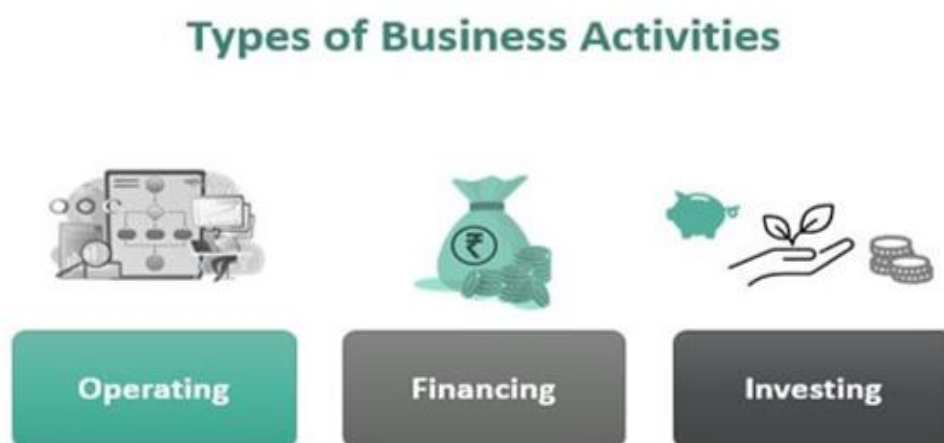 Types of Business Activities
₹
Operating
Financing
Investing